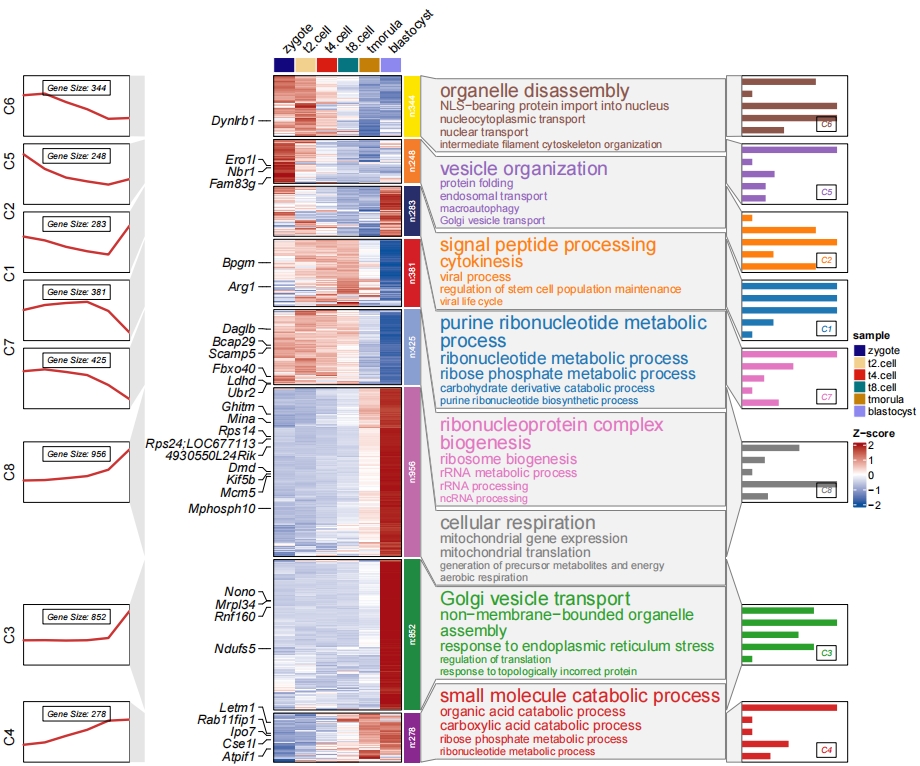 zygote
t2.cell
t4.cell
t8.cell
tmorula
blastocyst
C6
Gene Size: 344
C5
Gene Size: 248
C2
Gene Size: 283
C1
Gene Size: 381
C7
Gene Size: 425
C8
Gene Size: 956
C3
Gene Size: 852
C4
Gene Size: 278
Dynlrb1
Ero1l
Nbr1
Fam83g
Bpgm
Arg1
Daglb
Bcap29
Scamp5
Fbxo40
Ldhd
Ubr2
Ghitm
Mina
Rps14
Rps24;LOC677113
4930550L24Rik
Dmd
Kif5b
Mcm5
Mphosph10
Nono
Mrpl34
Rnf160
Ndufs5
Letm1
Rab11fip1
Ipo7
Cse1l
Atpif1
n:344
n:248
n:283
n:381
n:425
n:956
n:852
n:278
organelle disassembly
NLS-bearing protein import into nucleus
nucleocytoplasmic transport
nuclear transport
intermediate filament cytoskeleton organization
vesicle organization
protein folding
endosomal transport
macroautophagy
Golgi vesicle transport
signal peptide processing
cytokinesis
viral process
regulation of stem cell population maintenance
viral life cycle
purine ribonucleotide metabolic
process
ribonucleotide metabolic process
ribose phosphate metabolic process
carbohydrate derivative catabolic process
purine ribonucleotide biosynthetic process
ribonucleoprotein complex
biogenesis
ribosome biogenesis
rRNA metabolic process
rRNA processing
ncRNA processing
cellular respiration
mitochondrial gene expression
mitochondrial translation
generation of precursor metabolites and energy
aerobic respiration
Golgi vesicle transport
non-membrane-bounded organelle
assembly
response to endoplasmic reticulum stress
regulation of translation
response to topologically incorrect protein
small molecule catabolic process
organic acid catabolic process
carboxylic acid catabolic process
ribose phosphate metabolic process
ribonucleotide metabolic process
C6
C5
C2
C1
C7
C8
C3
C4
sample
zygote
t2.cell
t4.cell
t8.cell
tmorula
blastocyst
Z-score
2
1
0
-1
-2